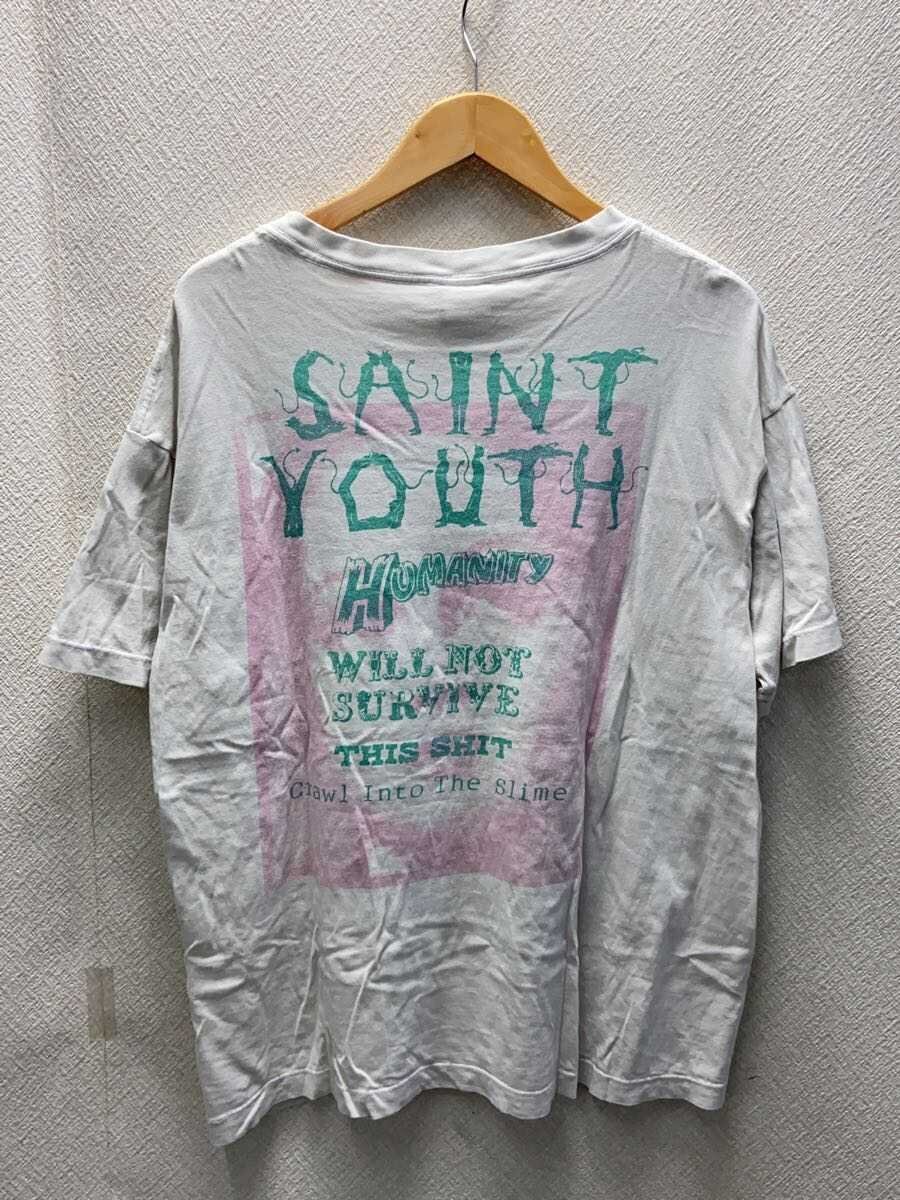 SAINT
YOUTH
HUMANITY
WILL NOT
SURVIVE
THIS SHIT
Crawl Into The Slime